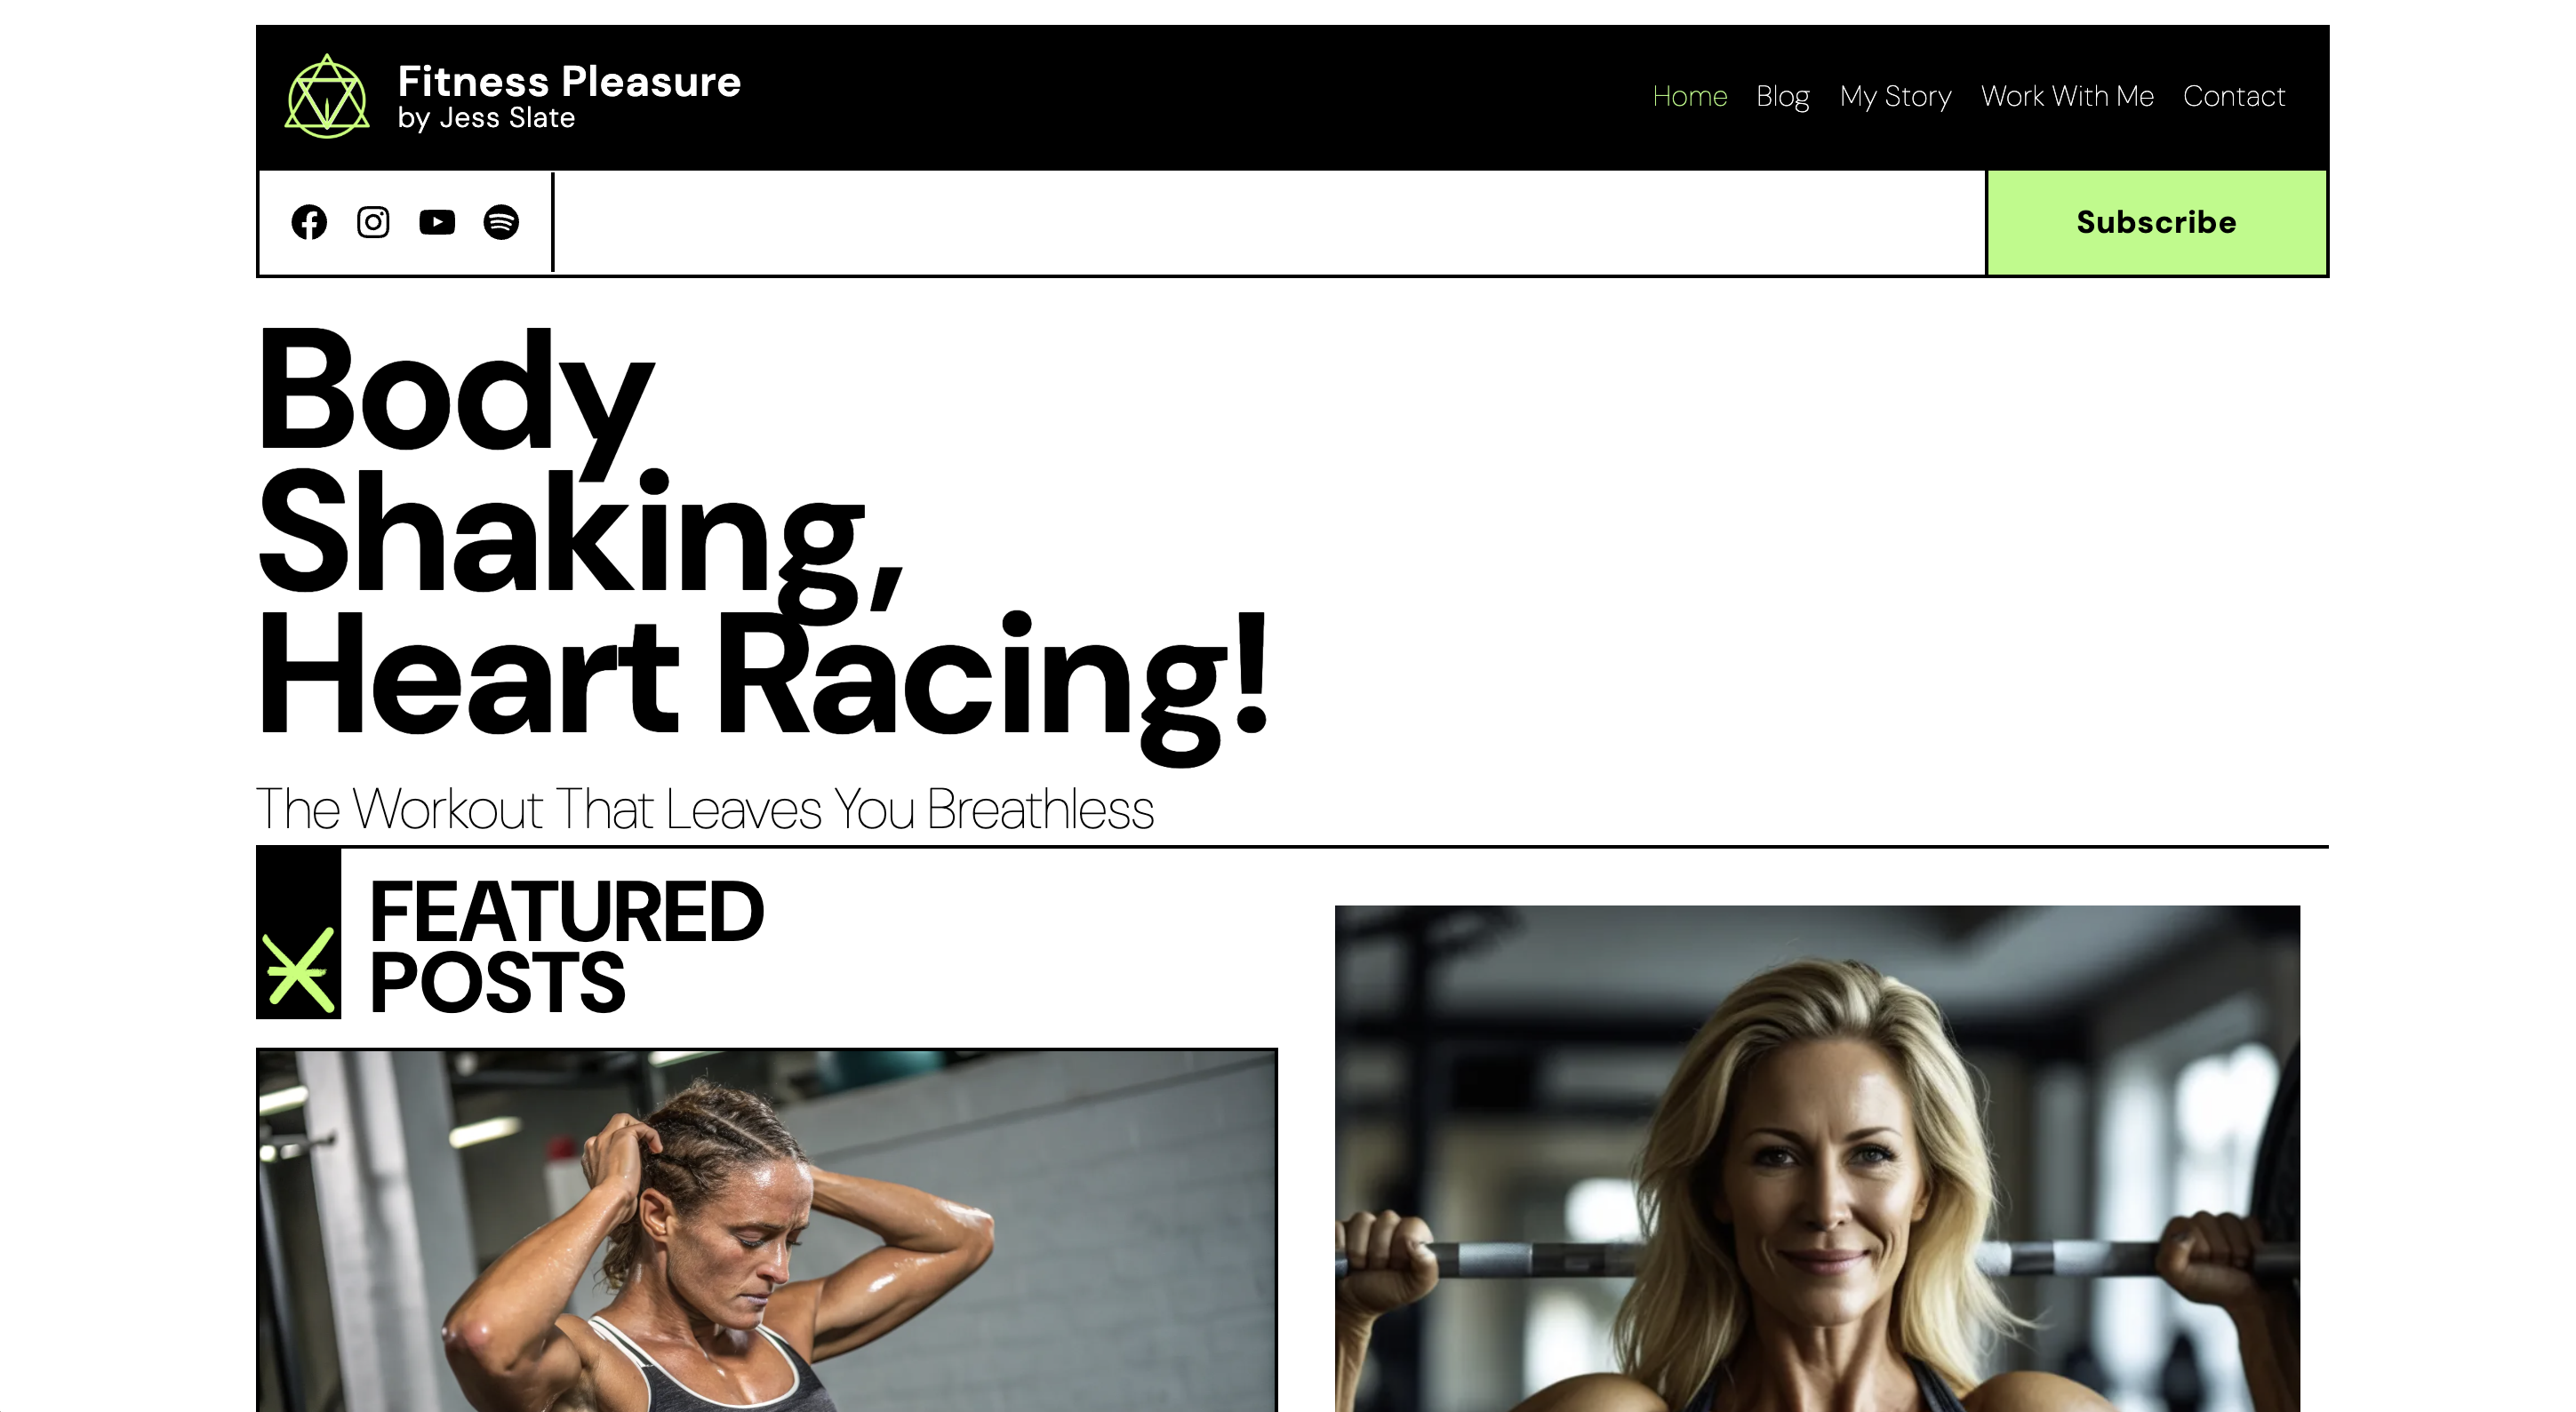 Fitness Pleasure
by Jess Slate
Home Blog My Story Work With Me Contact
Subscribe
Body
Shaking,
Heart Racing!
The Workout That Leaves You Breathless
FEATURED
POSTS